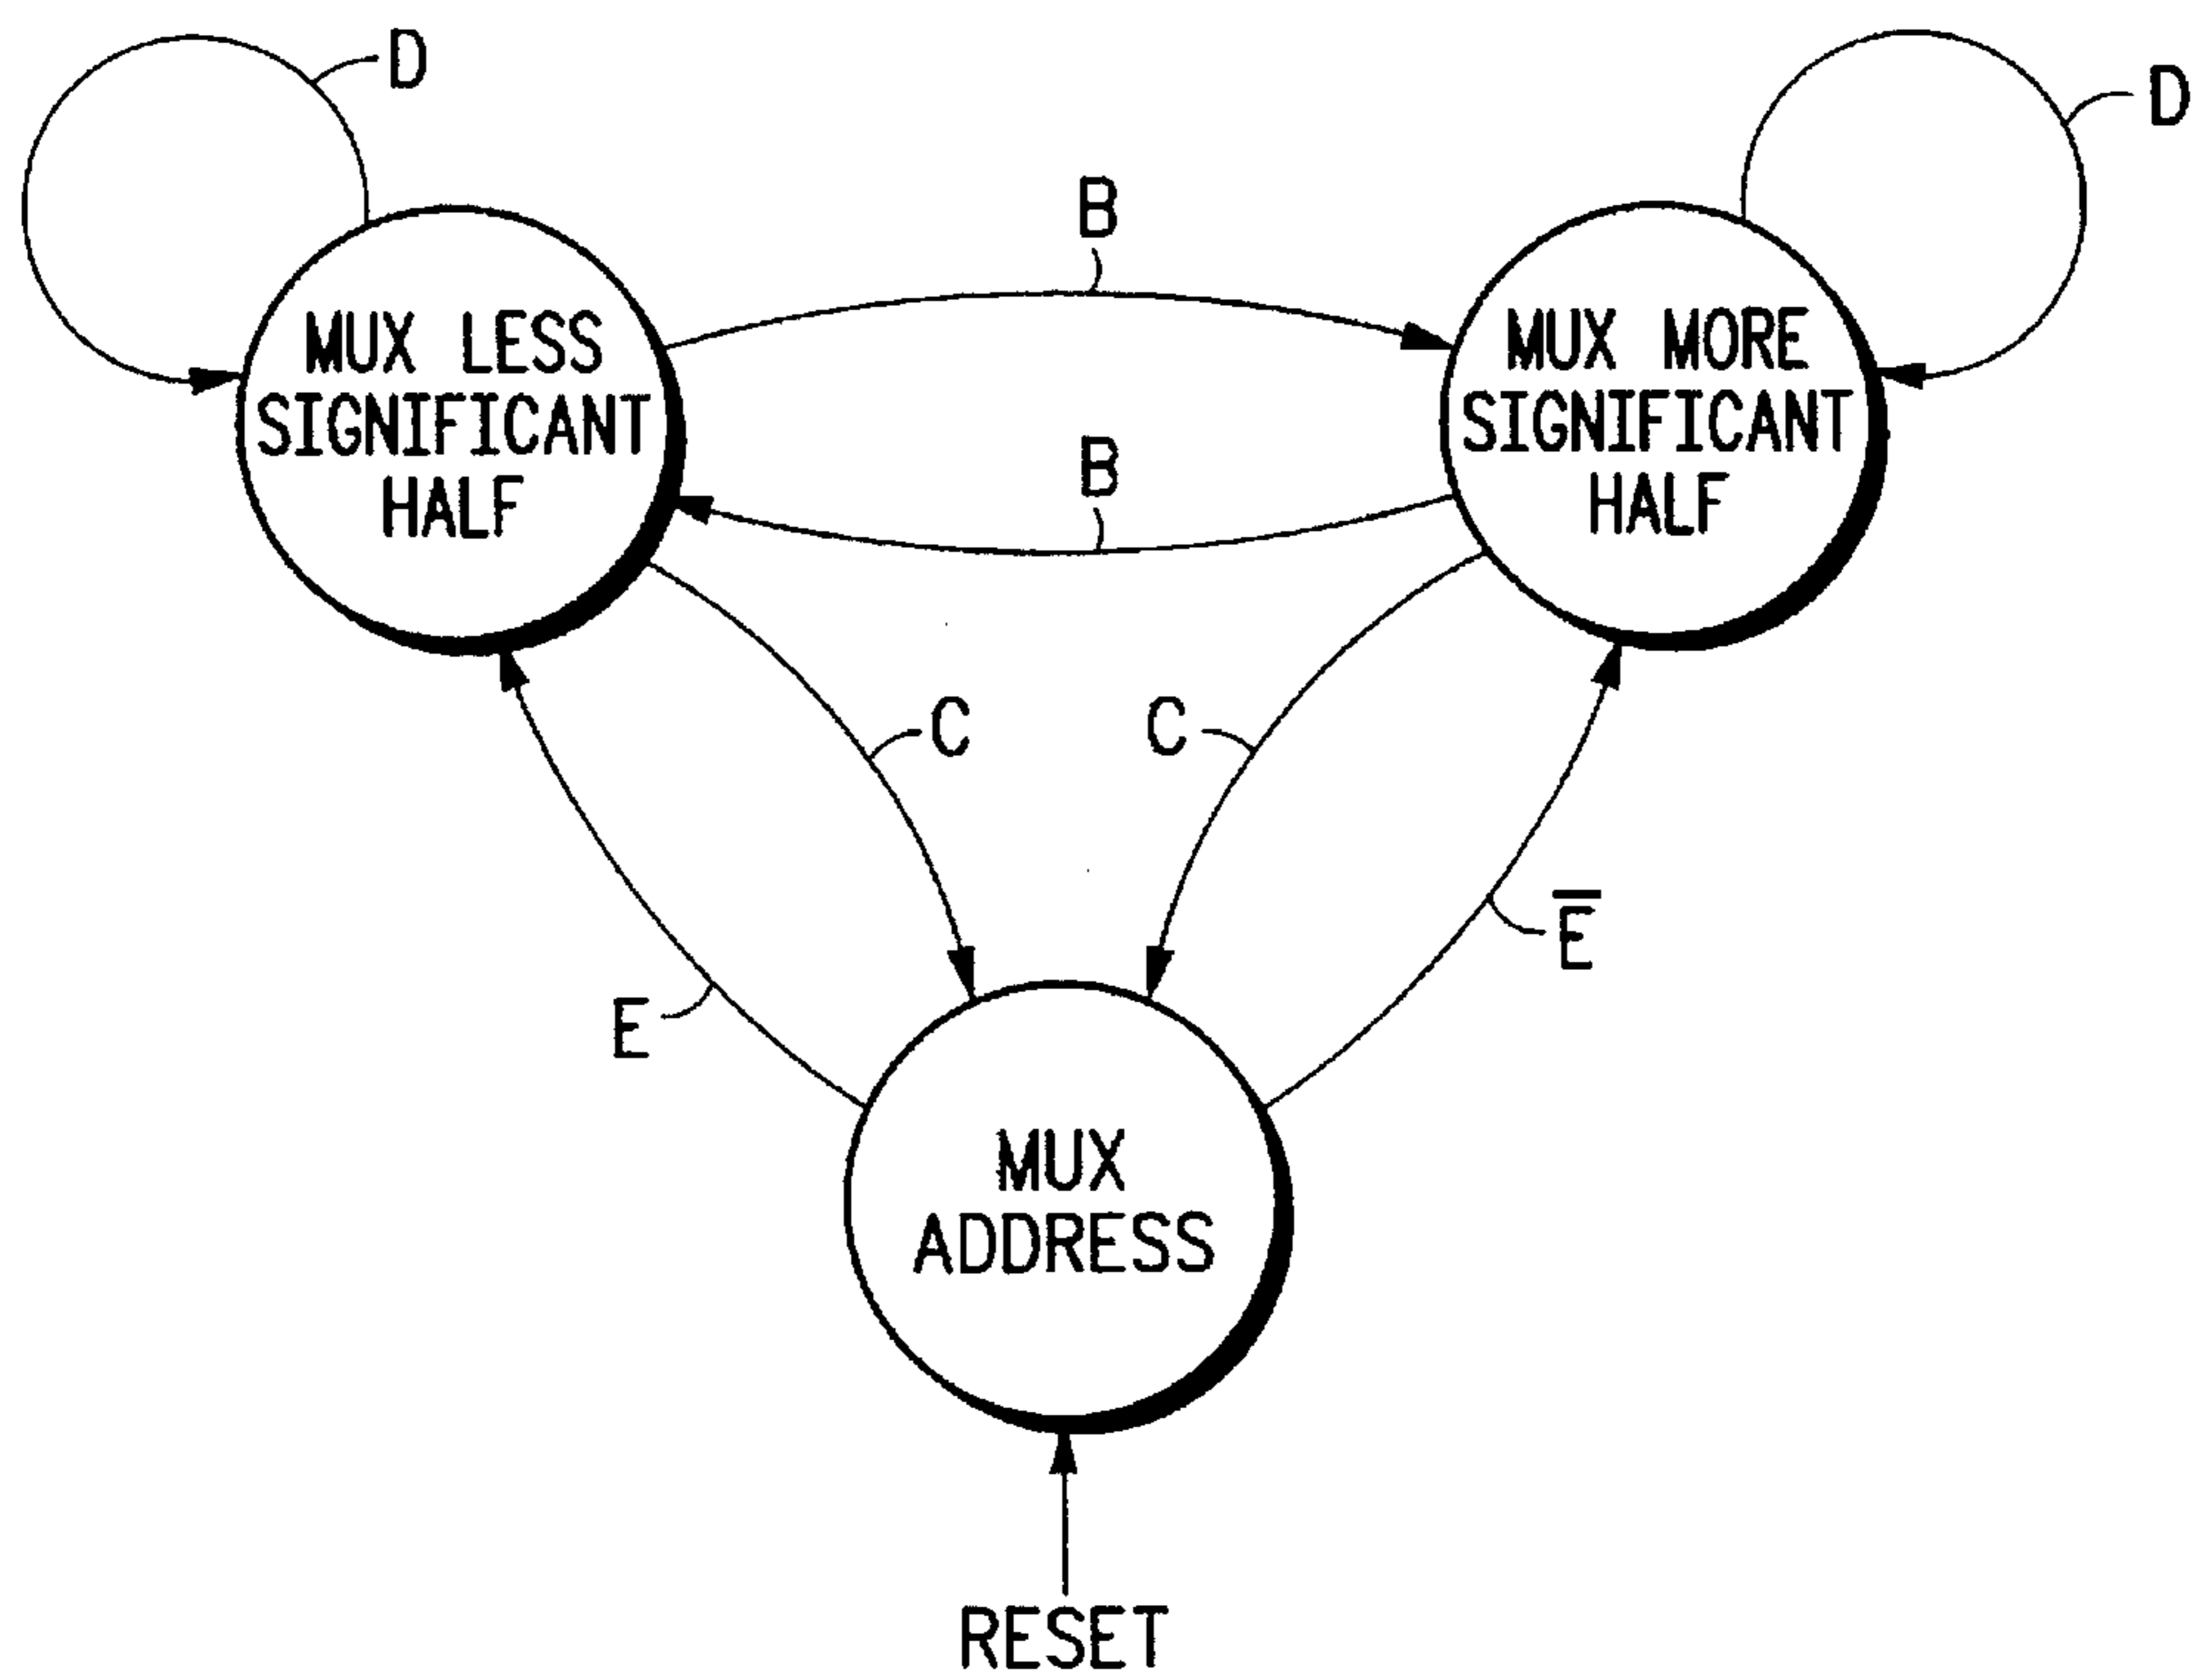 D
D
B
MUX LESS
SIGNIFICANT
HALF
MUX MORE
SIGNIFICANT
HALF
B
C
C
E̅
E
MUX
ADDRESS
RESET